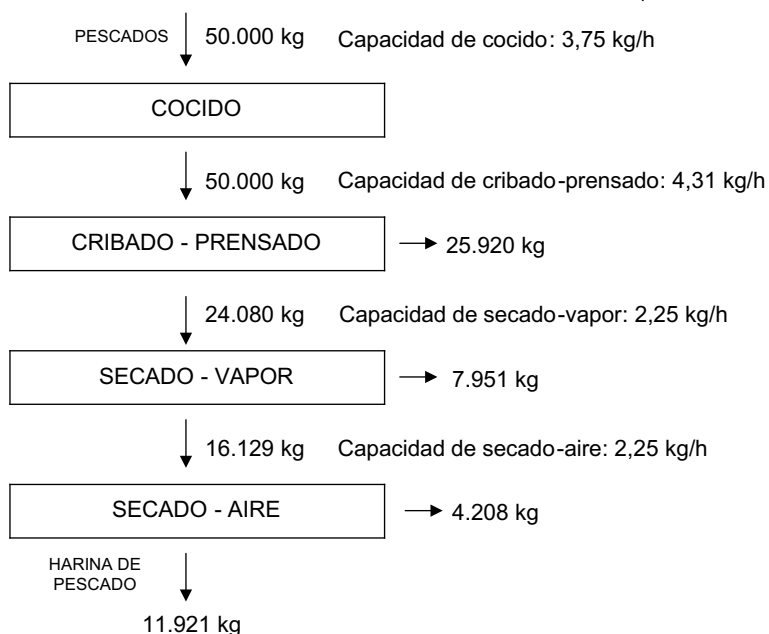 PESCADOS 50.000 kg Capacidad de cocido: 3,75 kg/h
COCIDO
50.000 kg Capacidad de cribado-prensado: 4,31 kg/h
CRIBADO - PRENSADO 25.920 kg
24.080 kg Capacidad de secado-vapor: 2,25 kg/h
SECADO - VAPOR 7.951 kg
16.129 kg Capacidad de secado-aire: 2,25 kg/h
SECADO - AIRE 4.208 kg
HARINA DE
PESCADO
11.921 kg